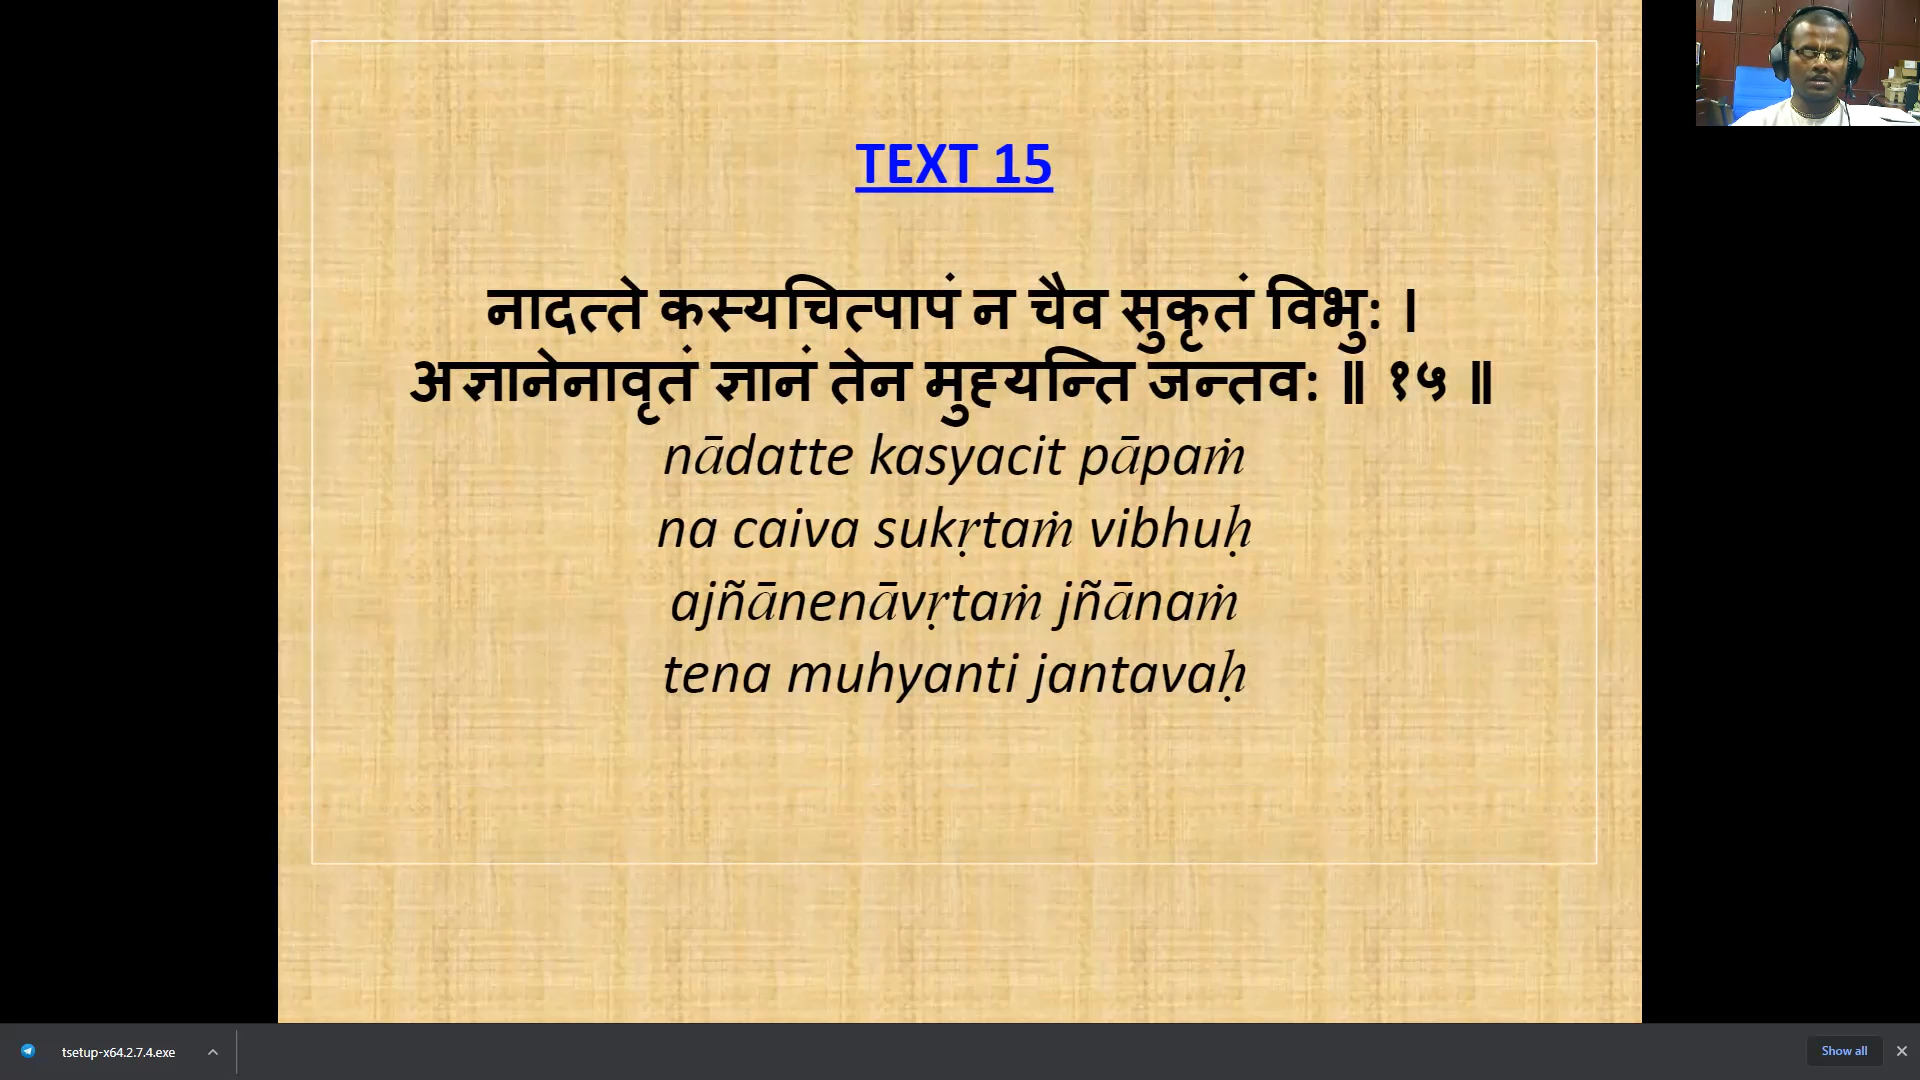 TEXT 15
नादत्ते कस्यचित्पापं न चैव सुकृतं विभु: ।
अज्ञानेनावृतं ज्ञानं तेन मुह्यन्ति जन्तव: ॥ १५ ॥
nādatte kasyacit pāpaṁ
na caiva sukṛtaṁ vibhuḥ
ajñānenāvṛtaṁ jñānaṁ
tena muhyanti jantavaḥ
tsetup-x64.2.7.4.exe
Show all